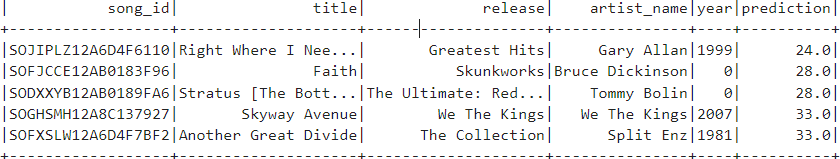 |           song_id|               title|             release|    artist_name|year|prediction|
+------------------+--------------------+--------------------+---------------+----+----------+
|SOJIPLZ12A6D4F6110|Right Where I Nee...|       Greatest Hits|     Gary Allan|1999|      24.0|
|SOFJCCE12AB0183F96|               Faith|          Skunkworks|Bruce Dickinson|   0|      28.0|
|SODXXYB12AB0189FA6|Stratus [The Bott...|The Ultimate: Red...|   Tommy Bolin|   0|      28.0|
|SOGHSMH12A8C137927|      Skyway Avenue|        We The Kings|   We The Kings|2007|      33.0|
|SOFXSLW12A6D4F7BF2|Another Great Divide|      The Collection|      Split Enz|1981|      33.0|
+------------------+--------------------+--------------------+---------------+----+----------+